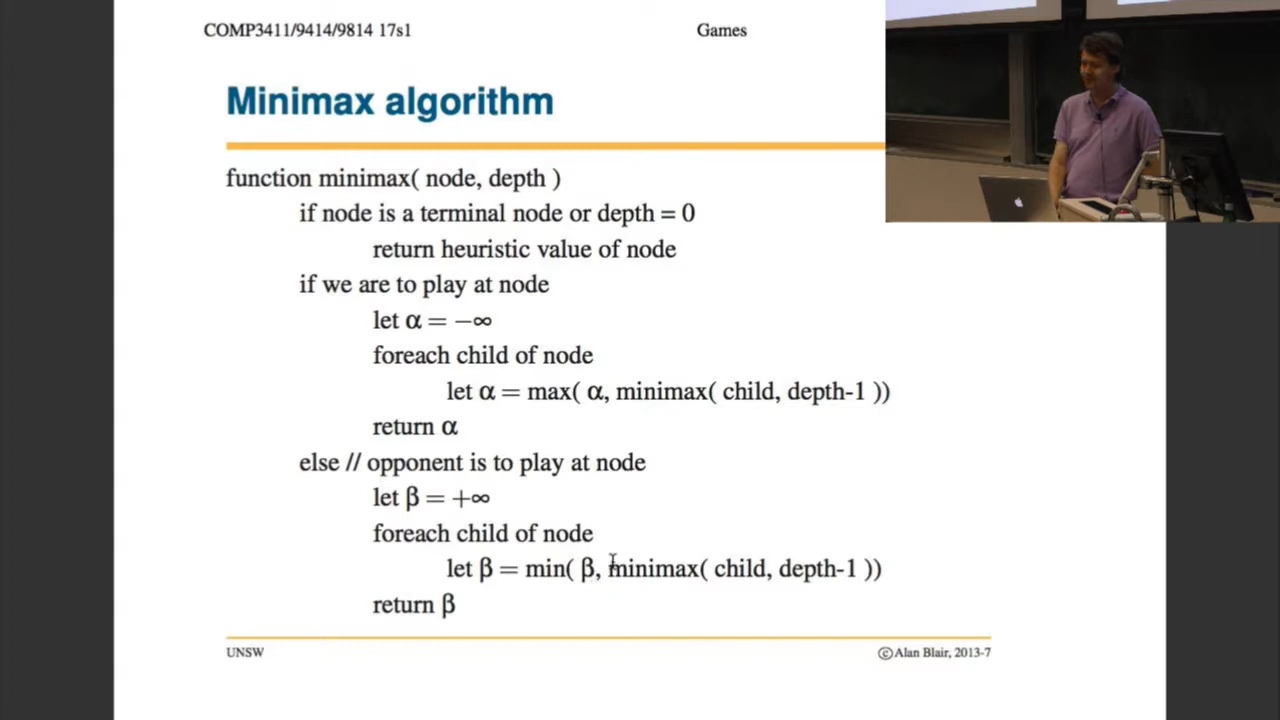 COMP3411/9414/9814 17s1
Games
Minimax algorithm
function minimax( node, depth )
if node is a terminal node or depth = 0
return heuristic value of node
if we are to play at node
let α = −∞
foreach child of node
let α = max( α, minimax( child, depth-1 ))
return α
else // opponent is to play at node
let β = +∞
foreach child of node
let β = min( β, minimax( child, depth-1 ))
return β
UNSW
©Alan Blair, 2013-7